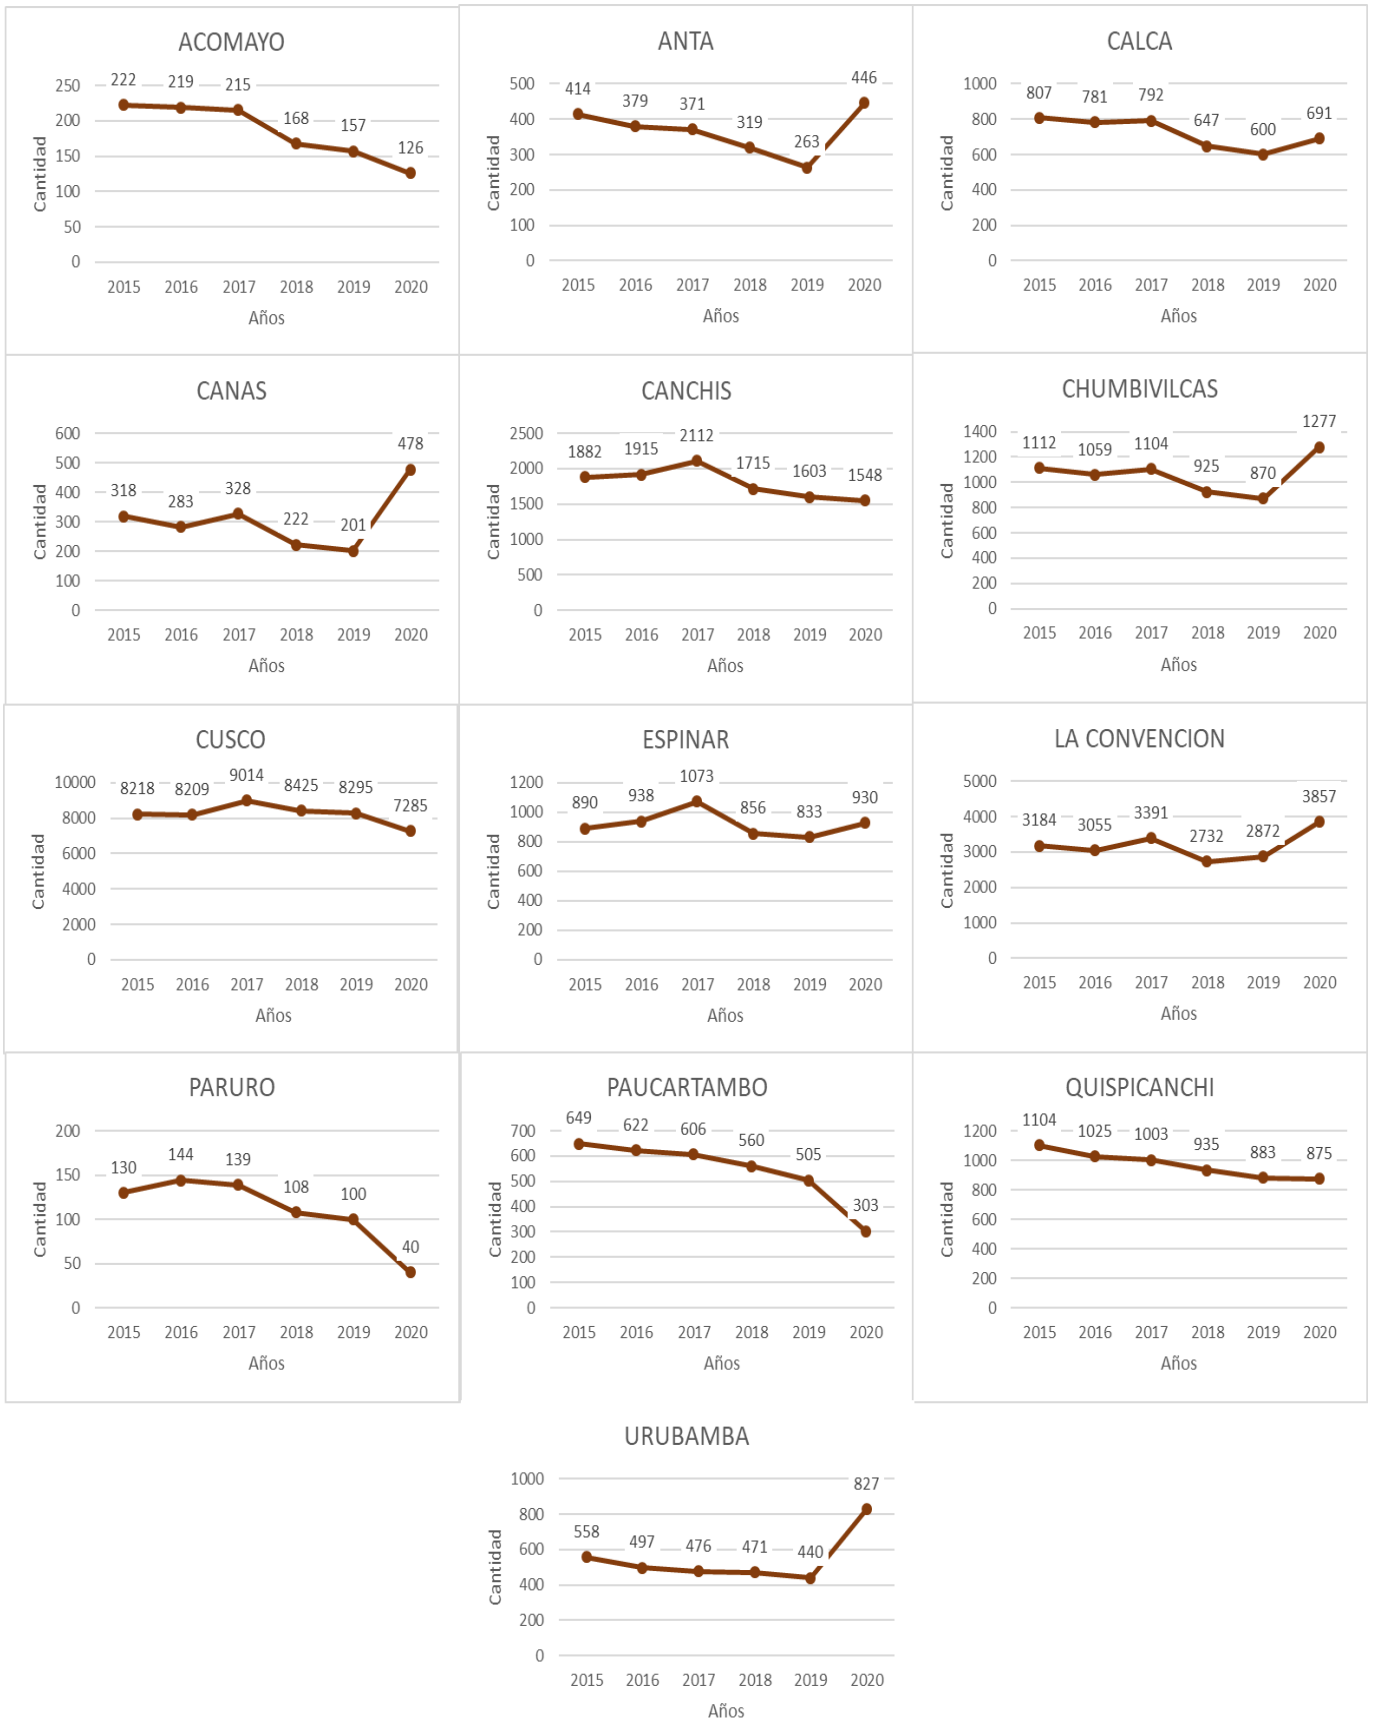 ACOMAYO
222 219 215 168 157 126
250
200
150
100
50
0
Cantidad
2015 2016 2017 2018 2019 2020
Años
ANTA
414 379 371 319 263 446
500
400
300
200
100
0
Cantidad
2015 2016 2017 2018 2019 2020
Años
CALCA
807 781 792 647 600 691
1000
800
600
400
200
0
Cantidad
2015 2016 2017 2018 2019 2020
Años
CANAS
318 283 328 222 201 478
600
500
400
300
200
100
0
Cantidad
2015 2016 2017 2018 2019 2020
Años
CANCHIS
1882 1915 2112 1715 1603 1548
2500
2000
1500
1000
500
0
Cantidad
2015 2016 2017 2018 2019 2020
Años
CHUMBIVILCAS
1112 1059 1104 925 870 1277
1400
1200
1000
800
600
400
200
0
Cantidad
2015 2016 2017 2018 2019 2020
Años
CUSCO
8218 8209 9014 8425 8295 7285
10000
8000
6000
4000
2000
0
Cantidad
2015 2016 2017 2018 2019 2020
Años
ESPINAR
890 938 1073 856 833 930
1200
1000
800
600
400
200
0
Cantidad
2015 2016 2017 2018 2019 2020
Años
LA CONVENCION
3184 3055 3391 2732 2872 3857
5000
4000
3000
2000
1000
0
Cantidad
2015 2016 2017 2018 2019 2020
Años
PARURO
130 144 139 108 100 40
200
150
100
50
0
Cantidad
2015 2016 2017 2018 2019 2020
Años
PAUCARTAMBO
649 622 606 560 505 303
700
600
500
400
300
200
100
0
Cantidad
2015 2016 2017 2018 2019 2020
Años
QUISPICANCHI
1104 1025 1003 935 883 875
1200
1000
800
600
400
200
0
Cantidad
2015 2016 2017 2018 2019 2020
Años
URUBAMBA
558 497 476 471 440 827
1000
800
600
400
200
0
Cantidad
2015 2016 2017 2018 2019 2020
Años